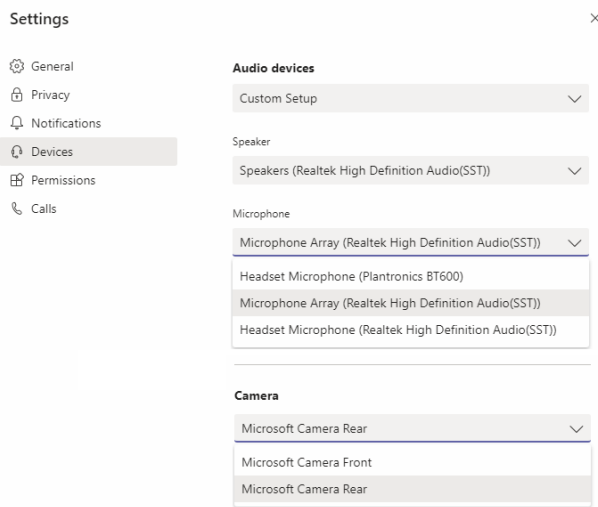 Settings
General
Privacy
Notifications
Devices
Permissions
Calls
Audio devices
Custom Setup
Speaker
Speakers (Realtek High Definition Audio(SST))
Microphone
Microphone Array (Realtek High Definition Audio(SST))
Headset Microphone (Plantronics BT600)
Microphone Array (Realtek High Definition Audio(SST))
Headset Microphone (Realtek High Definition Audio(SST))
Camera
Microsoft Camera Rear
Microsoft Camera Front
Microsoft Camera Rear